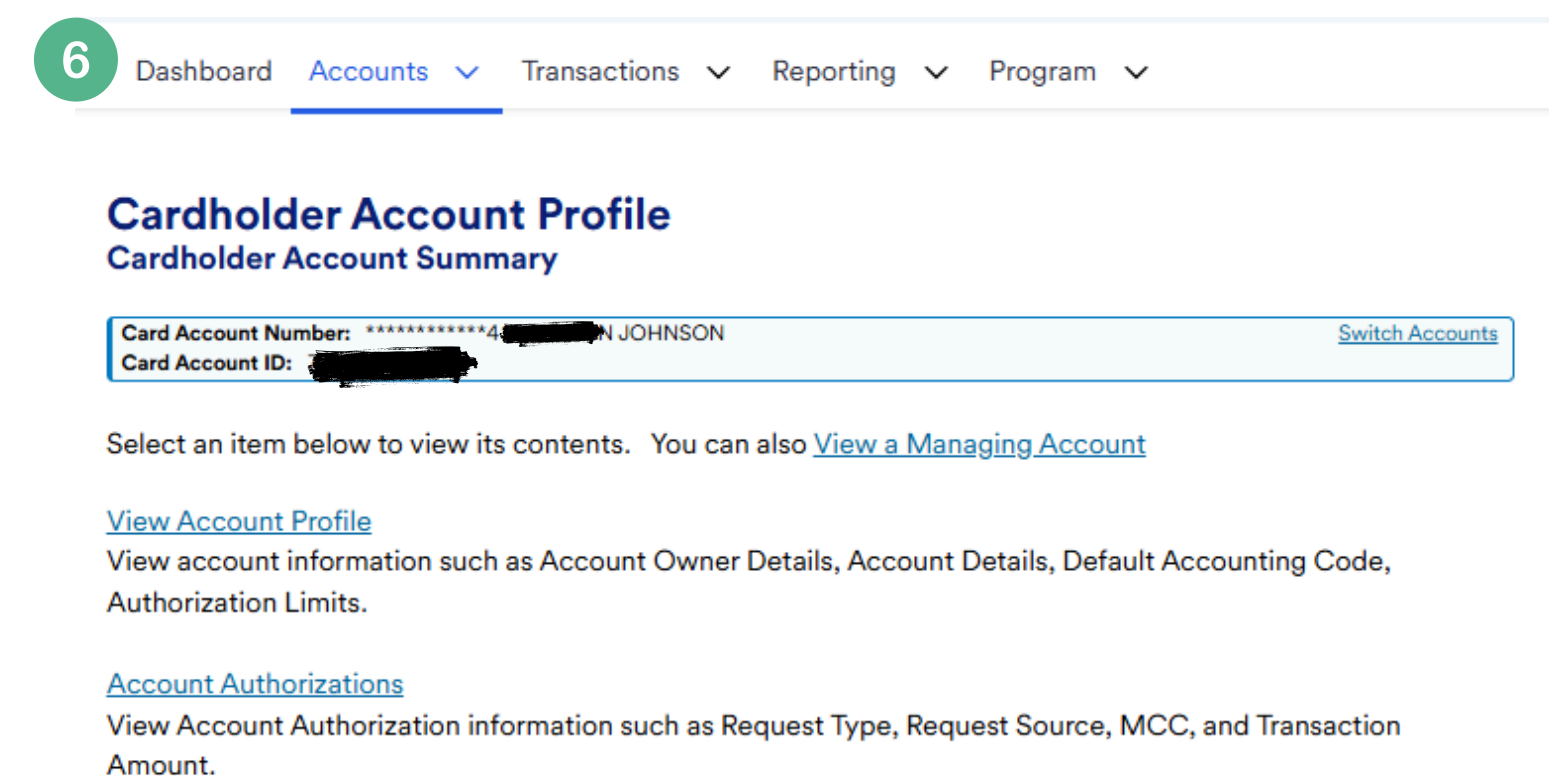 6
Dashboard Accounts Transactions Reporting Program
Cardholder Account Profile
Cardholder Account Summary
Card Account Number: ************4 N JOHNSON Switch Accounts
Card Account ID:
Select an item below to view its contents. You can also View a Managing Account
View Account Profile
View account information such as Account Owner Details, Account Details, Default Accounting Code,
Authorization Limits.
Account Authorizations
View Account Authorization information such as Request Type, Request Source, MCC, and Transaction
Amount.